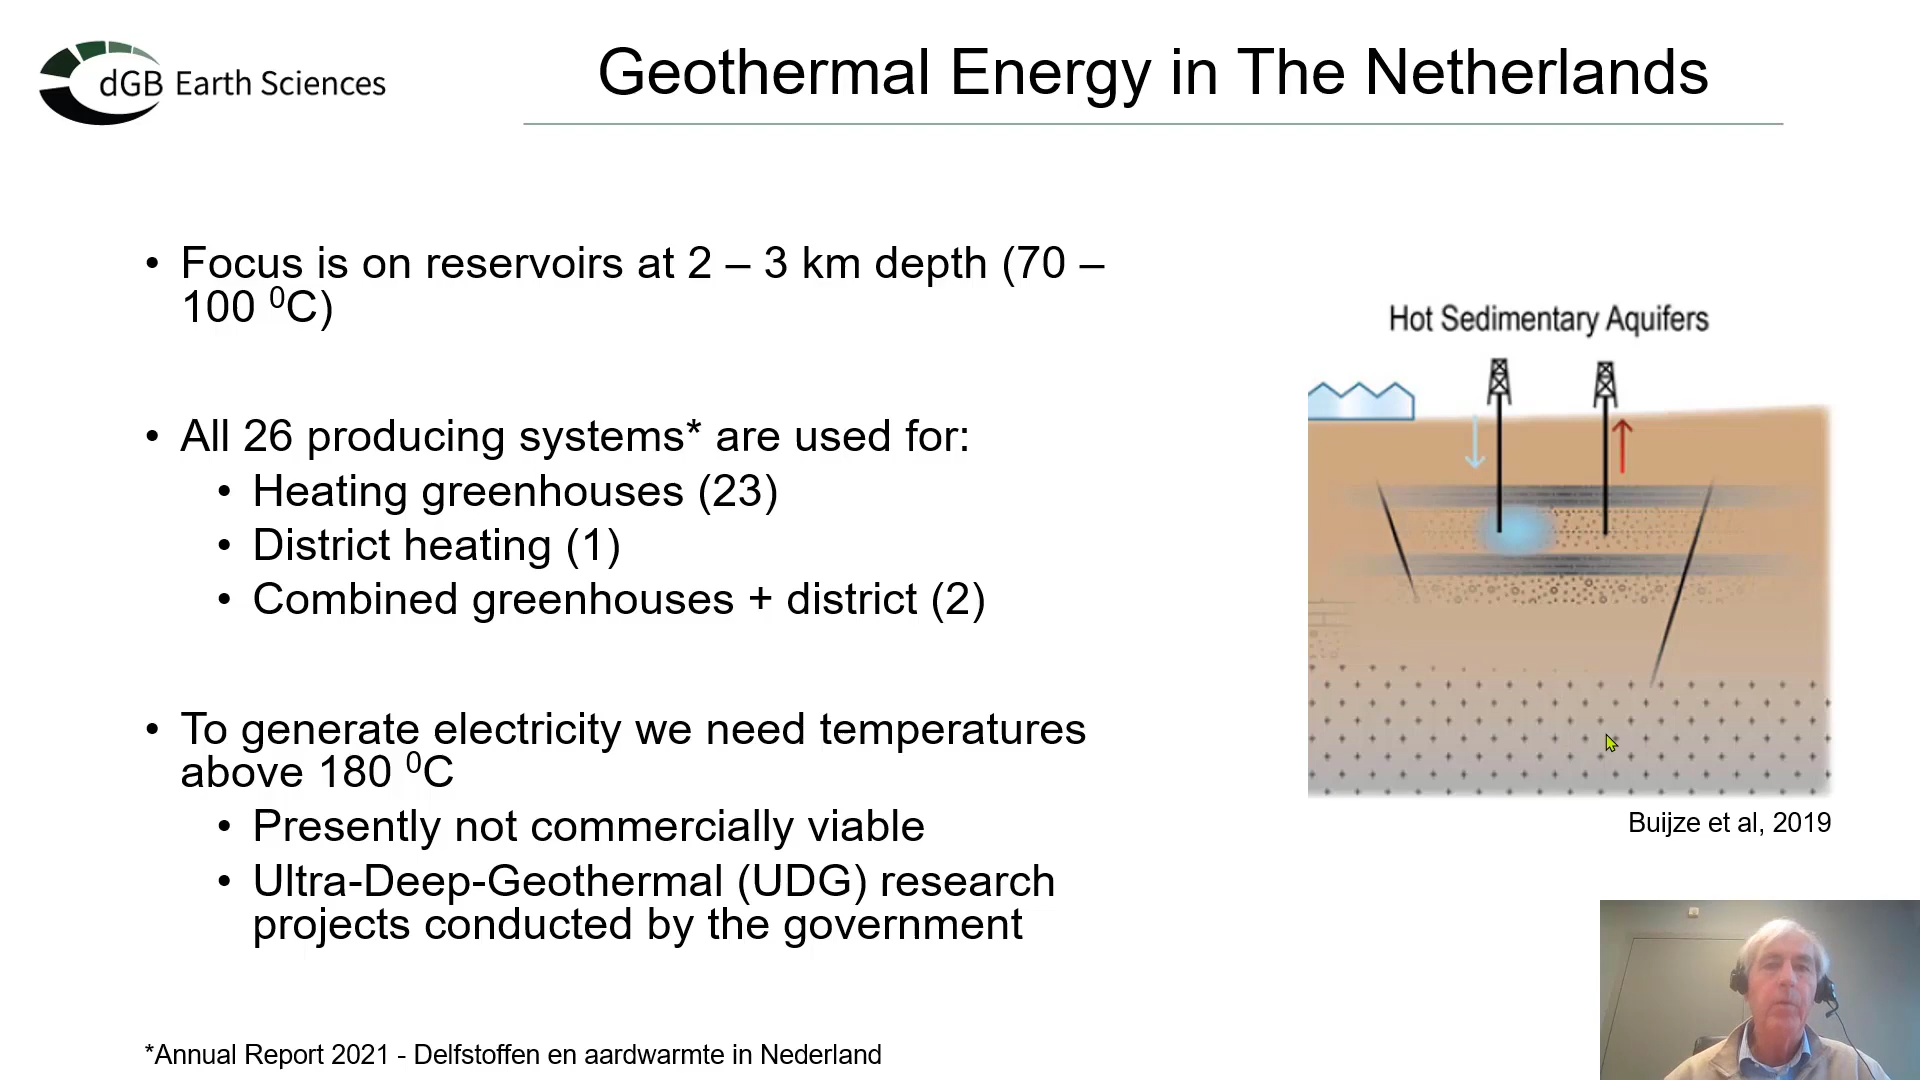 dGB Earth Sciences
Geothermal Energy in The Netherlands
• Focus is on reservoirs at 2 – 3 km depth (70 –
100 ⁰C)
• All 26 producing systems* are used for:
• Heating greenhouses (23)
• District heating (1)
• Combined greenhouses + district (2)
• To generate electricity we need temperatures
above 180 ⁰C
• Presently not commercially viable
• Ultra-Deep-Geothermal (UDG) research
projects conducted by the government
Hot Sedimentary Aquifers
Buijze et al, 2019
*Annual Report 2021 - Delfstoffen en aardwarmte in Nederland